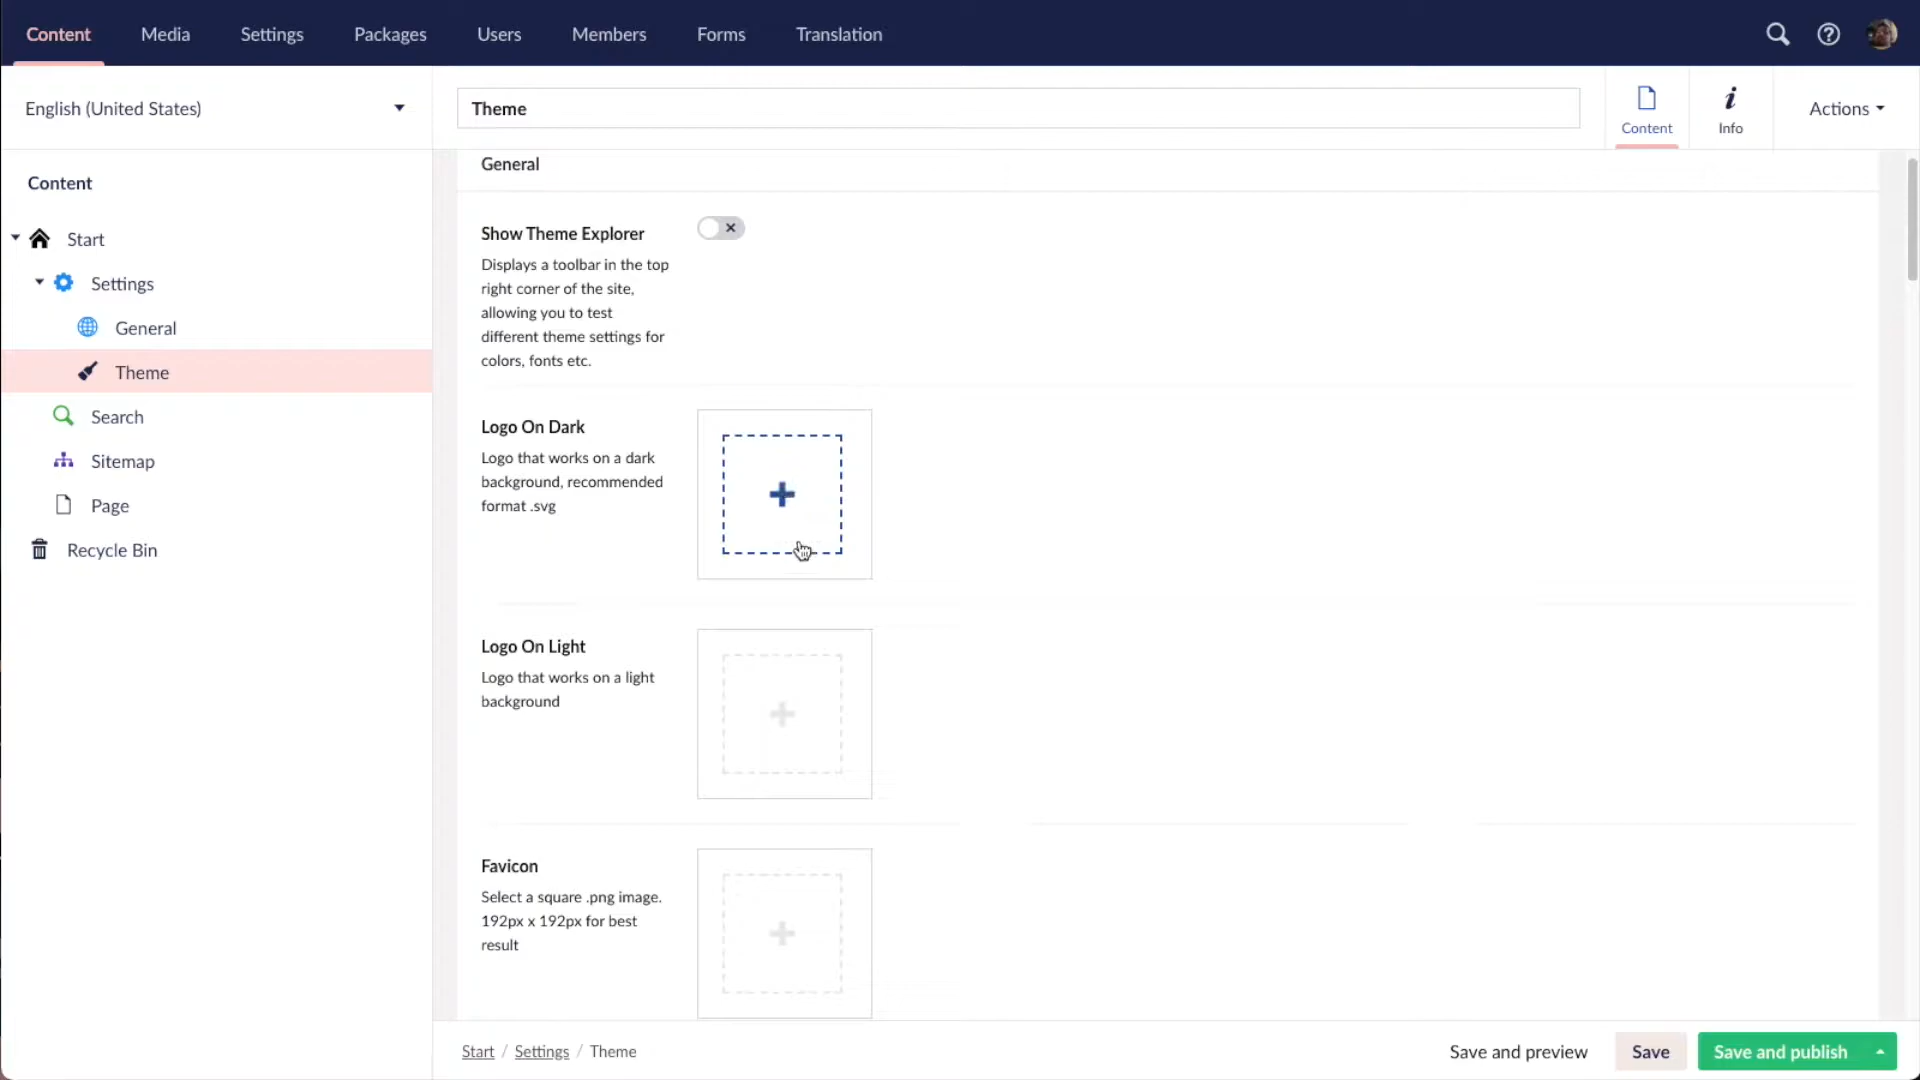 Content Media Settings Packages Users Members Forms Translation
English (United States)
Theme
Content
Info
Actions
Content
Start
Settings
General
Theme
Search
Sitemap
Page
Recycle Bin
General
Show Theme Explorer
Displays a toolbar in the top
right corner of the site,
allowing you to test
different theme settings for
colors, fonts etc.
Logo On Dark
Logo that works on a dark
background, recommended
format .svg
Logo On Light
Logo that works on a light
background
Favicon
Select a square .png image.
192px x 192px for best
result
Start / Settings / Theme
Save and preview
Save
Save and publish